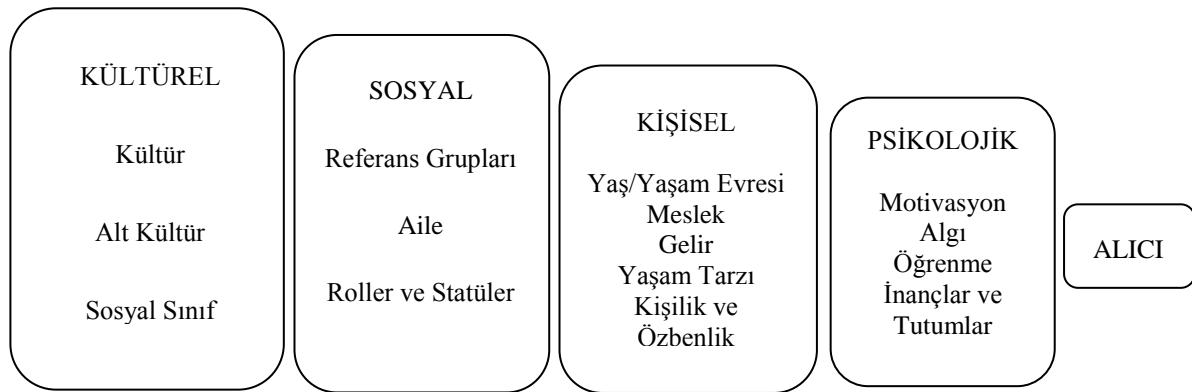 KÜLTÜREL
Kültür
Alt Kültür
Sosyal Sınıf
SOSYAL
Referans Grupları
Aile
Roller ve Statüler
KİŞİSEL
Yaş/Yaşam Evresi
Meslek
Gelir
Yaşam Tarzı
Kişilik ve
Özbenlik
PSİKOLOJİK
Motivasyon
Algı
Öğrenme
İnançlar ve
Tutumlar
ALICI